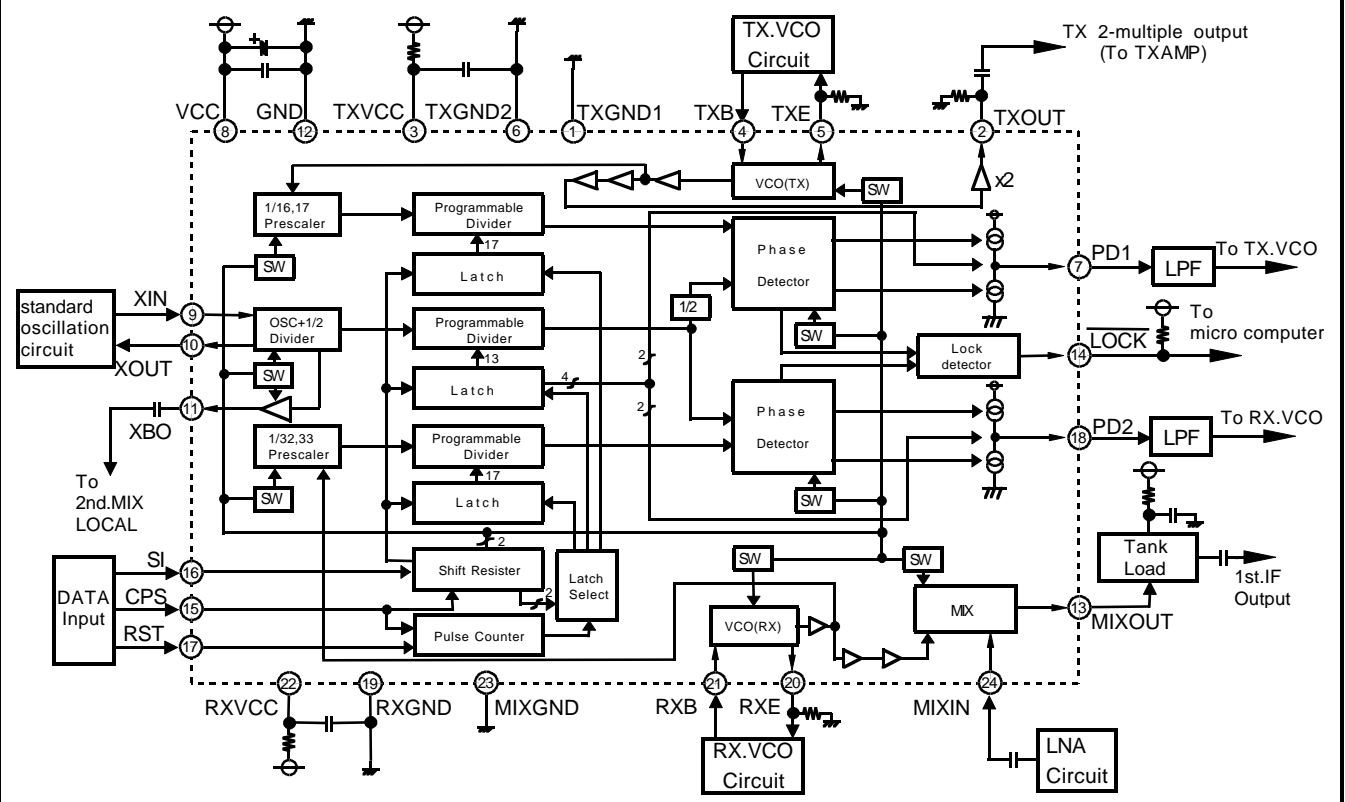 TX.VCO
Circuit
TX 2-multiple output
(To TXAMP)
VCC
GND
TXVCC
TXGND2
TXGND1
TXB
TXE
TXOUT
8
12
3
6
1
4
5
2
VCO(TX)
SW
x2
1/16,17
Prescaler
Programmable
Divider
17
SW
Latch
Phase
Detector
1/2
SW
7
PD1
LPF
To TX.VCO
standard
oscillation
circuit
XIN
9
10
XOUT
OSC+1/2
Divider
Programmable
Divider
13
SW
Latch
4
2
2
Lock
detector
14
LOCK
To
micro computer
11
XBO
To
2nd.MIX
LOCAL
1/32,33
Prescaler
Programmable
Divider
17
SW
Latch
2
Phase
Detector
SW
18
PD2
LPF
To RX.VCO
DATA
Input
SI
16
CPS
15
RST
17
Shift Resister
2
Pulse Counter
Latch
Select
SW
SW
VCO(RX)
MIX
13
MIXOUT
Tank
Load
1st.IF
Output
22
19
23
21
20
24
RXVCC
RXGND
MIXGND
RXB
RXE
MIXIN
RX.VCO
Circuit
LNA
Circuit